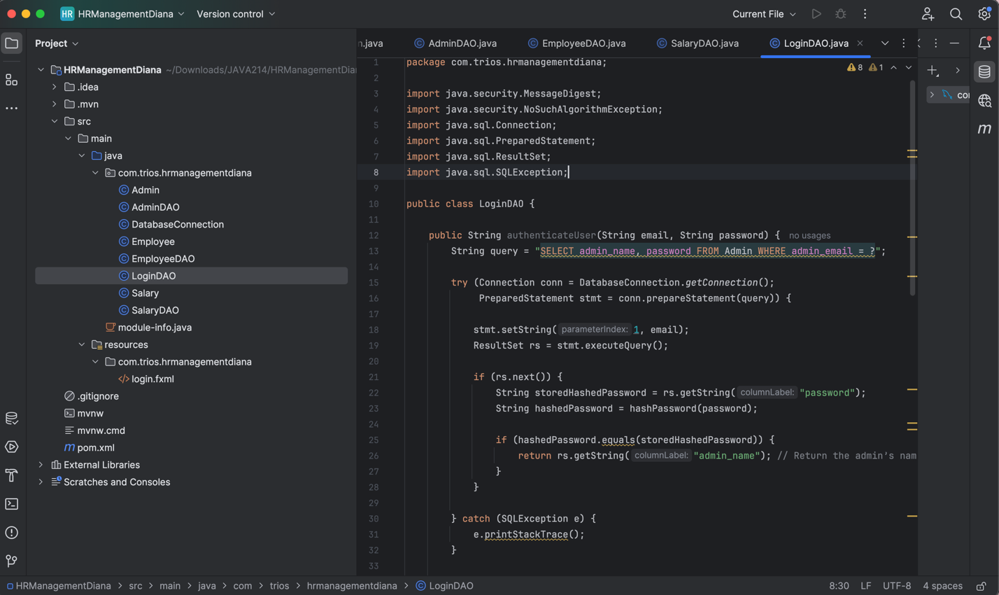 HR HRManagementDiana Version control Current File
Project
HRManagementDiana ~/Downloads/JAVA214/HRManagementDian
.idea
.mvn
src
main
java
com.trios.hrmanagementdiana
Admin
AdminDAO
DatabaseConnection
Employee
EmployeeDAO
LoginDAO
Salary
SalaryDAO
module-info.java
resources
com.trios.hrmanagementdiana
login.fxml
.gitignore
mvnw
mvnw.cmd
m pom.xml
External Libraries
Scratches and Consoles
n.java AdminDAO.java EmployeeDAO.java SalaryDAO.java LoginDAO.java
8 1
1 package com.trios.hrmanagementdiana;
2
3 import java.security.MessageDigest;
4 import java.security.NoSuchAlgorithmException;
5 import java.sql.Connection;
6 import java.sql.PreparedStatement;
7 import java.sql.ResultSet;
8 import java.sql.SQLException;
9
10 public class LoginDAO {
11
12 public String authenticateUser(String email, String password) { no usages
13 String query = "SELECT admin_name, password FROM Admin WHERE admin_email = ?";
14
15 try (Connection conn = DatabaseConnection.getConnection();
16 PreparedStatement stmt = conn.prepareStatement(query)) {
17
18 stmt.setString( parameterIndex: 1, email);
19 ResultSet rs = stmt.executeQuery();
20
21 if (rs.next()) {
22 String storedHashedPassword = rs.getString( columnLabel: "password");
23 String hashedPassword = hashPassword(password);
24
25 if (hashedPassword.equals(storedHashedPassword)) {
26 return rs.getString( columnLabel: "admin_name"); // Return the admin's nam
27 }
28 }
29
30 } catch (SQLException e) {
31 e.printStackTrace();
32 }
33
m
HRManagementDiana > src > main > java > com > trios > hrmanagementdiana > LoginDAO 8:30 LF UTF-8 4 spaces